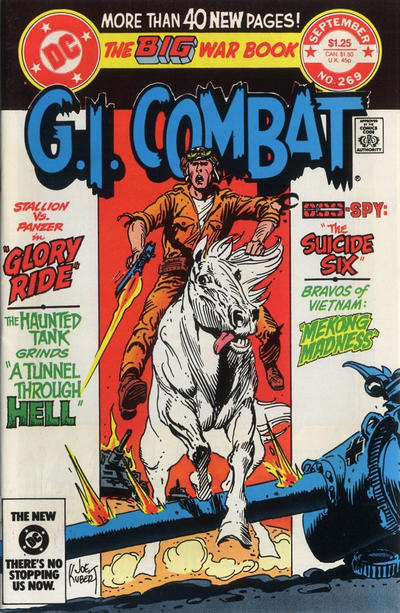 MORE THAN 40 NEW PAGES!
THE BIG WAR BOOK
DC
SEPTEMBER
$1.25
CAN. $1.50
U.K. 45p
NO. 269
G.I. COMBAT
®
APPROVED
BY THE
COMICS
CODE
AUTHORITY
STALLION
Vs.
PANZER
in
"GLORY
RIDE"
THE HAUNTED
TANK
GRINDS
"A TUNNEL
THROUGH
HELL"
-SPY:
"The
SUICIDE
SIX"
BRAVOS OF
VIETNAM:
"MEKONG
MADNESS"
THE NEW
DC
THERE'S NO
STOPPING
US NOW.
JOE
KUBERT